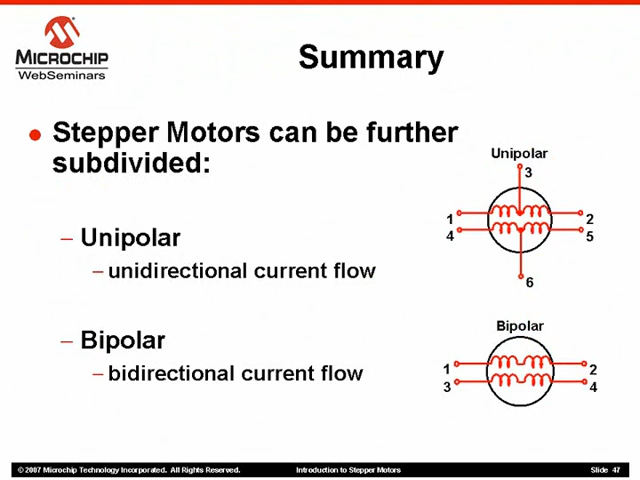 MICROCHIP
WebSeminars
Summary
● Stepper Motors can be further
subdivided:
– Unipolar
– unidirectional current flow
– Bipolar
– bidirectional current flow
Unipolar
3
1
2
4
5
6
Bipolar
1
2
3
4
© 2007 Microchip Technology Incorporated. All Rights Reserved.
Introduction to Stepper Motors
Slide 47